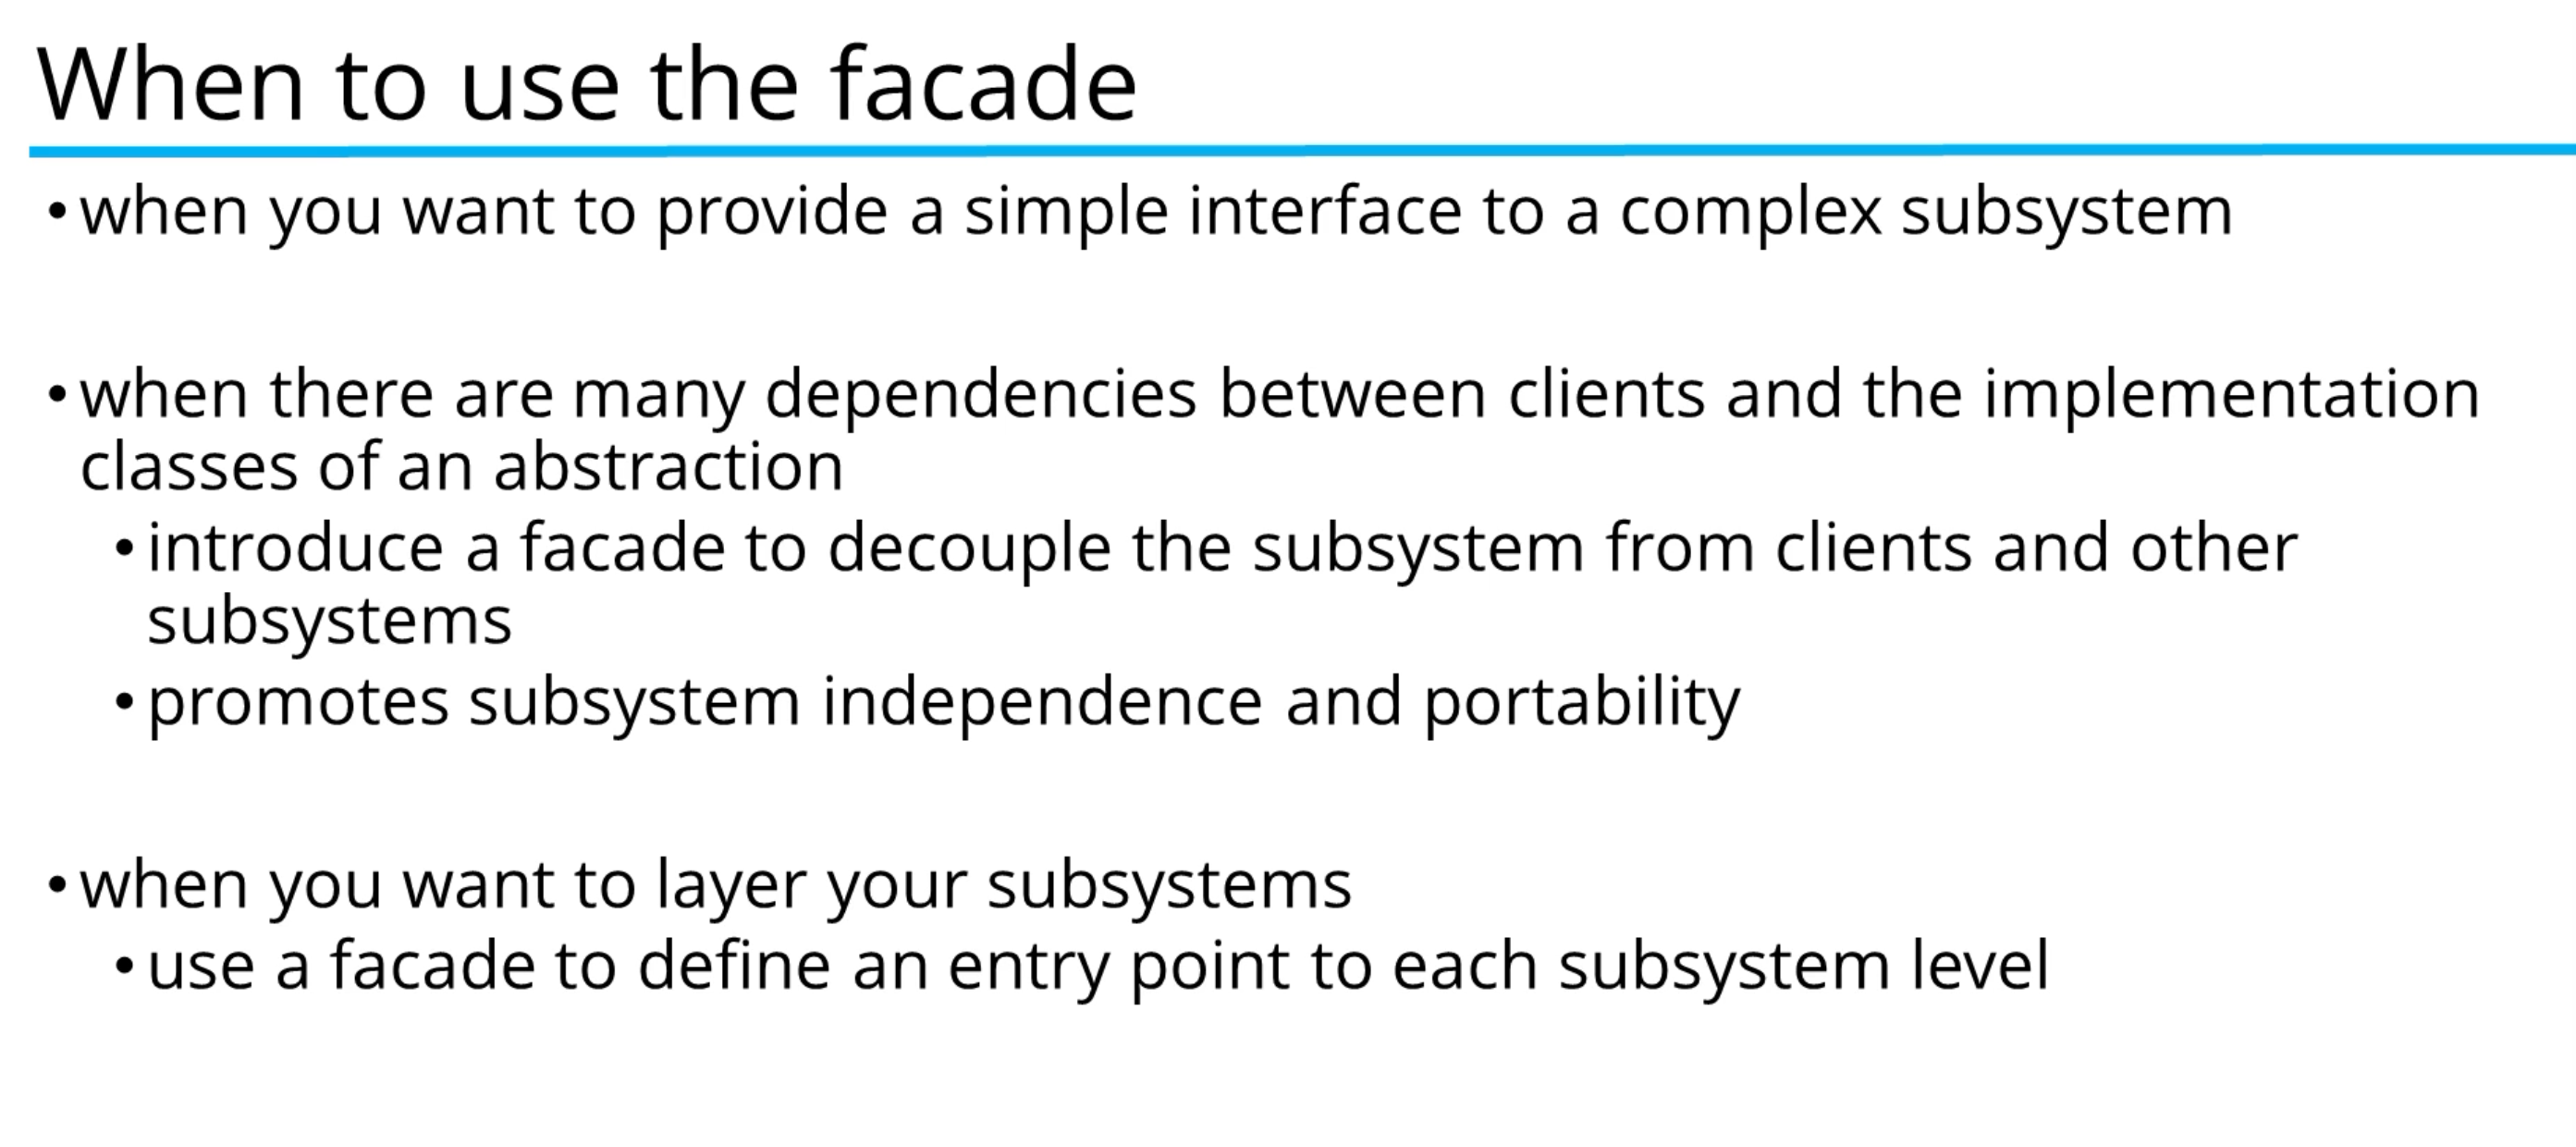 When to use the facade
• when you want to provide a simple interface to a complex subsystem
• when there are many dependencies between clients and the implementation
classes of an abstraction
• introduce a facade to decouple the subsystem from clients and other
subsystems
• promotes subsystem independence and portability
• when you want to layer your subsystems
• use a facade to define an entry point to each subsystem level